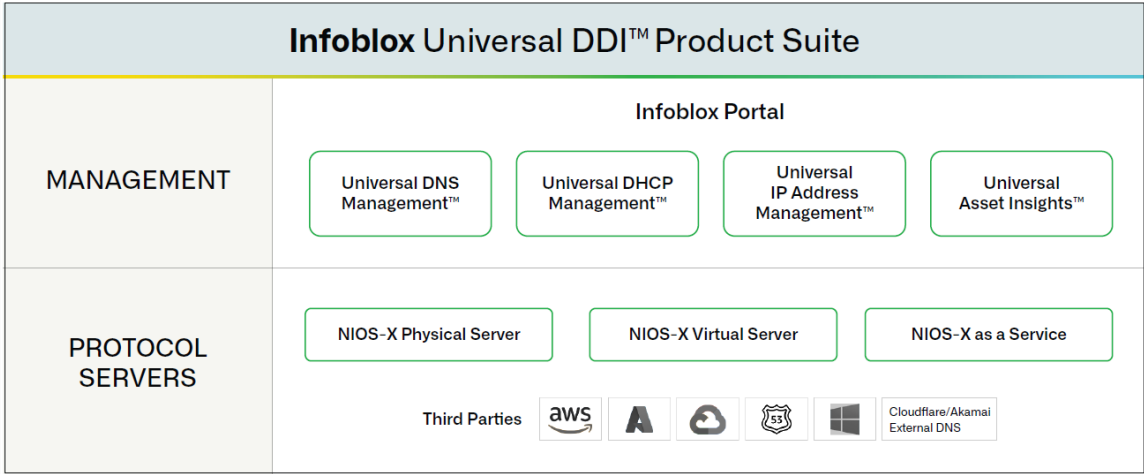 Infoblox Universal DDI™ Product Suite
MANAGEMENT
Infoblox Portal
Universal DNS
Management™
Universal DHCP
Management™
Universal
IP Address
Management™
Universal
Asset Insights™
PROTOCOL
SERVERS
NIOS-X Physical Server
NIOS-X Virtual Server
NIOS-X as a Service
Third Parties
aws
53
Cloudflare/Akamai
External DNS